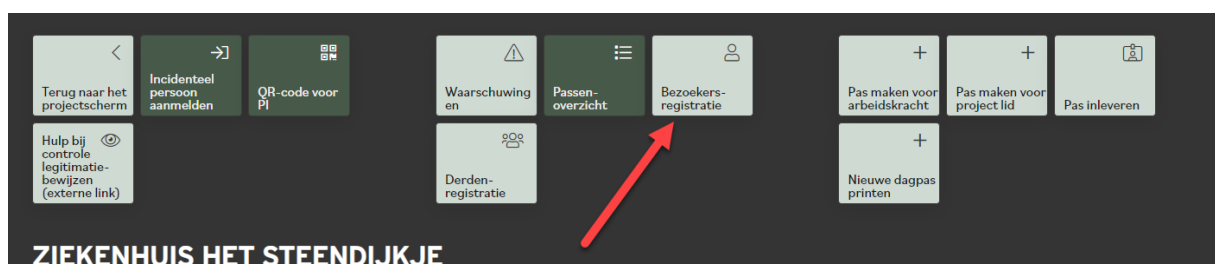 Terug naar het
projectscherm
Incidenteel
persoon
aanmelden
QR-code voor
PI
Waarschuwing
en
Passen-
overzicht
Bezoekers-
registratie
Pas maken voor
arbeidskracht
Pas maken voor
project lid
Pas inleveren
Hulp bij
controle
legitimatie-
bewijzen
(externe link)
Derden-
registratie
Nieuwe dagpas
printen
ZIEKENHUIS HET STEENDIJKJE